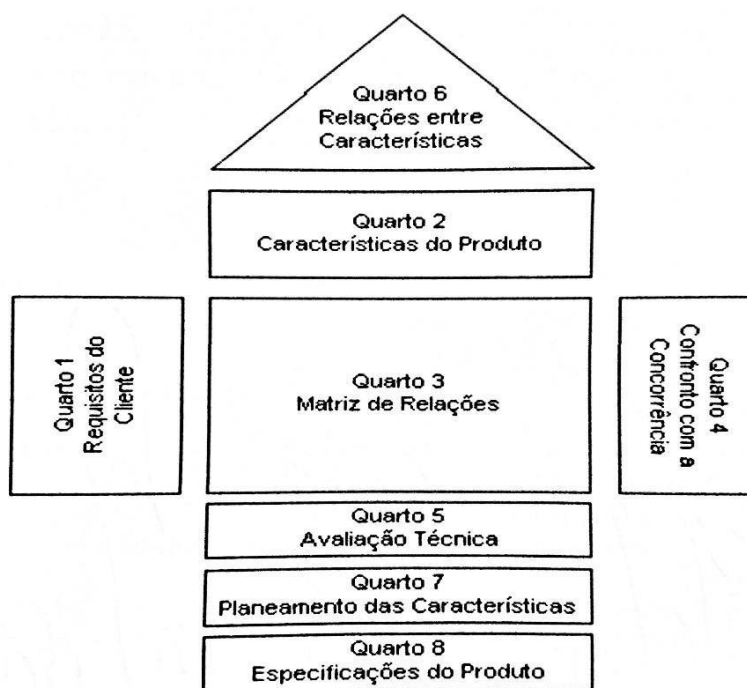 Quarto 6
Relações entre
Características
Quarto 2
Características do Produto
Quarto 1
Requisitos do
Cliente
Quarto 3
Matriz de Relações
Quarto 4
Confronto com a
Concorrência
Quarto 5
Avaliação Técnica
Quarto 7
Planeamento das Características
Quarto 8
Especificações do Produto